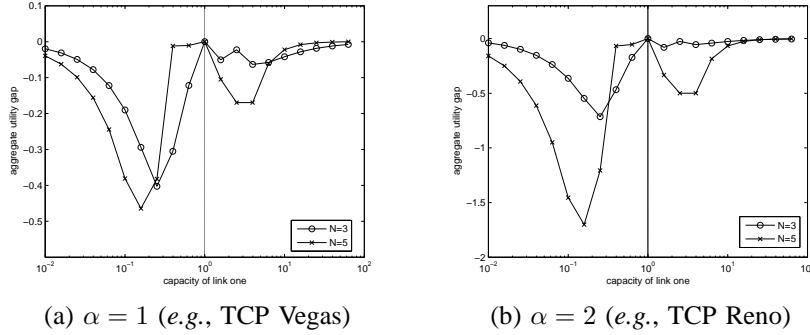 0.1
0
-0.1
-0.2
-0.3
-0.4
-0.5
aggregate utility gap
N=3
N=5
10^-2 10^-1 10^0 10^1 10^2
capacity of link one
(a) α = 1 (e.g., TCP Vegas)
0
-0.5
-1
-1.5
-2
aggregate utility gap
N=3
N=5
10^-2 10^-1 10^0 10^1 10
capacity of link one
(b) α = 2 (e.g., TCP Reno)